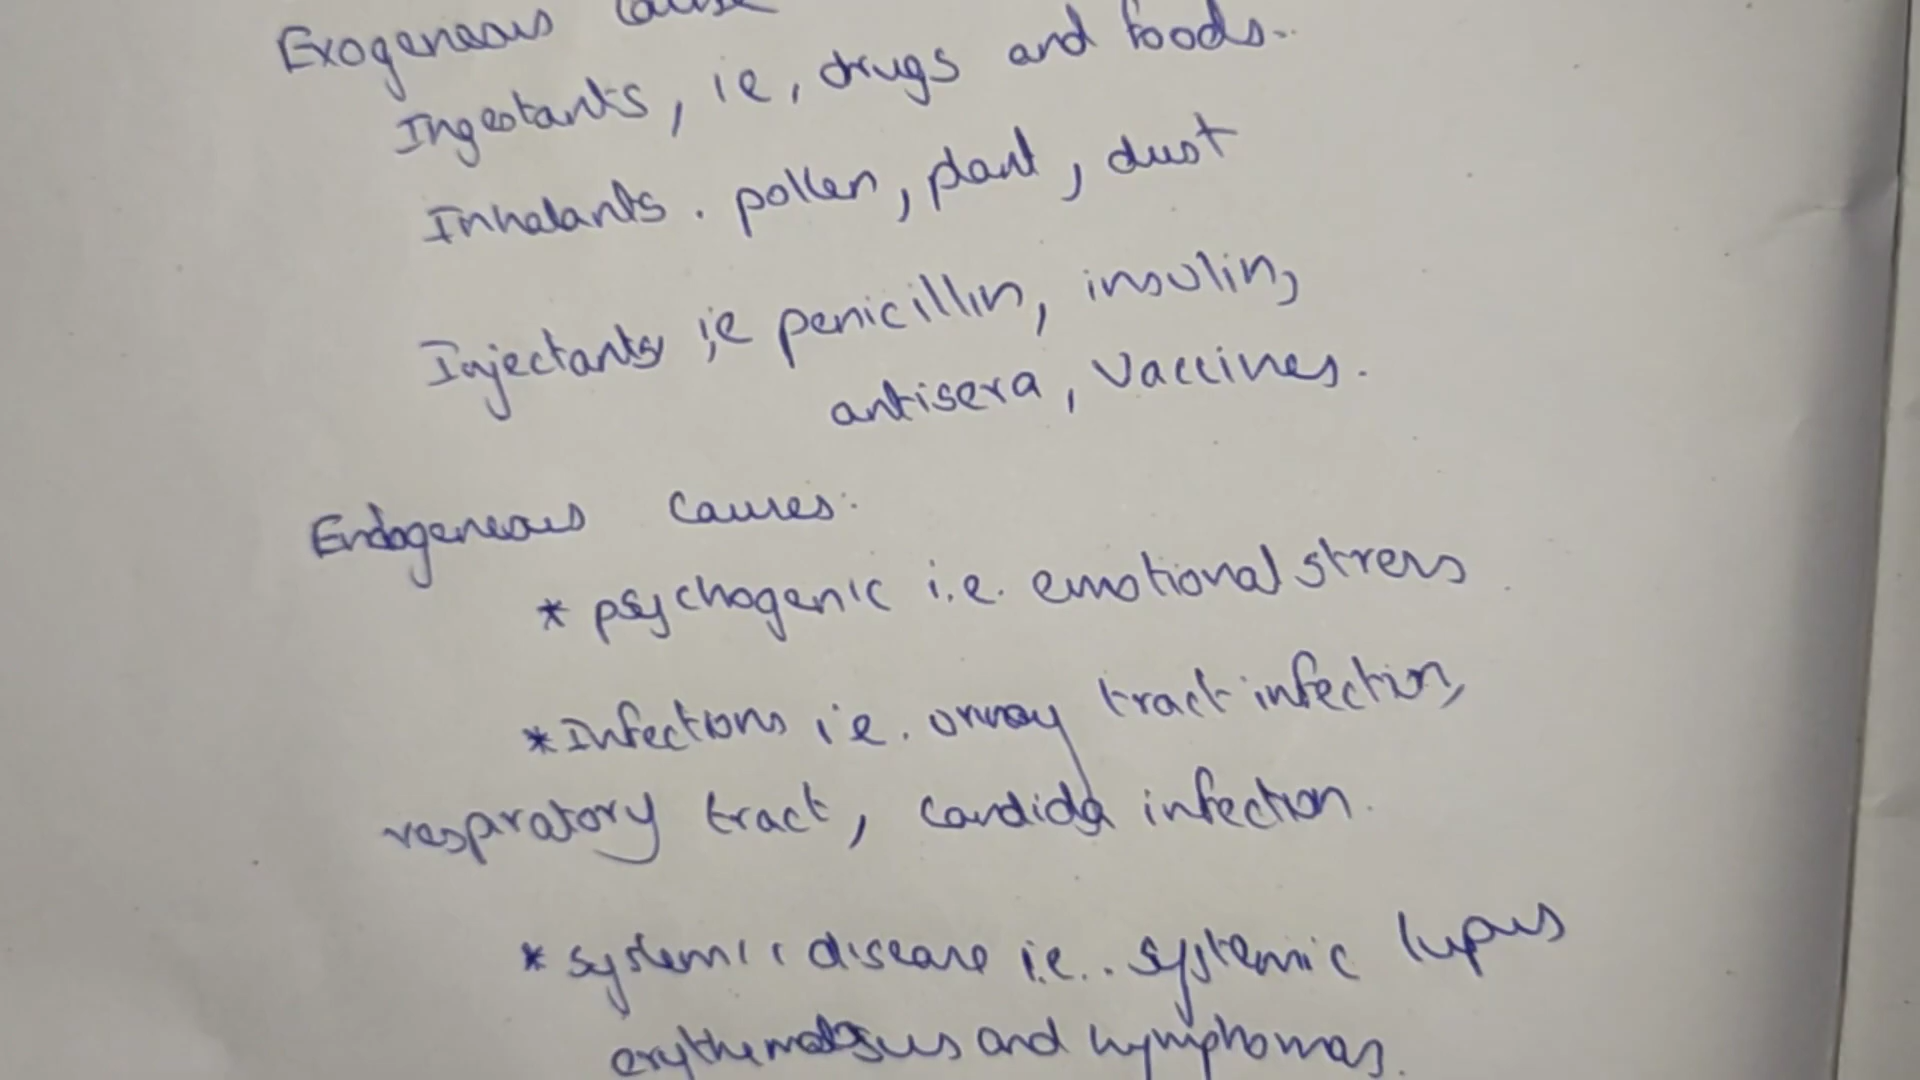 Exogeneous cause
Ingestants, ie, drugs and foods..
Inhalants. pollen, plant, dust
Injectants ie penicillin, insulin,
antisera, Vaccines.
Endogeneous causes:
* psychogenic i.e. emotional stress
* Infections i.e. urinary tract infection,
respiratory tract, candida infection.
* systemic disease i.e.. systemic lupus
erythematosus and lymphomas.